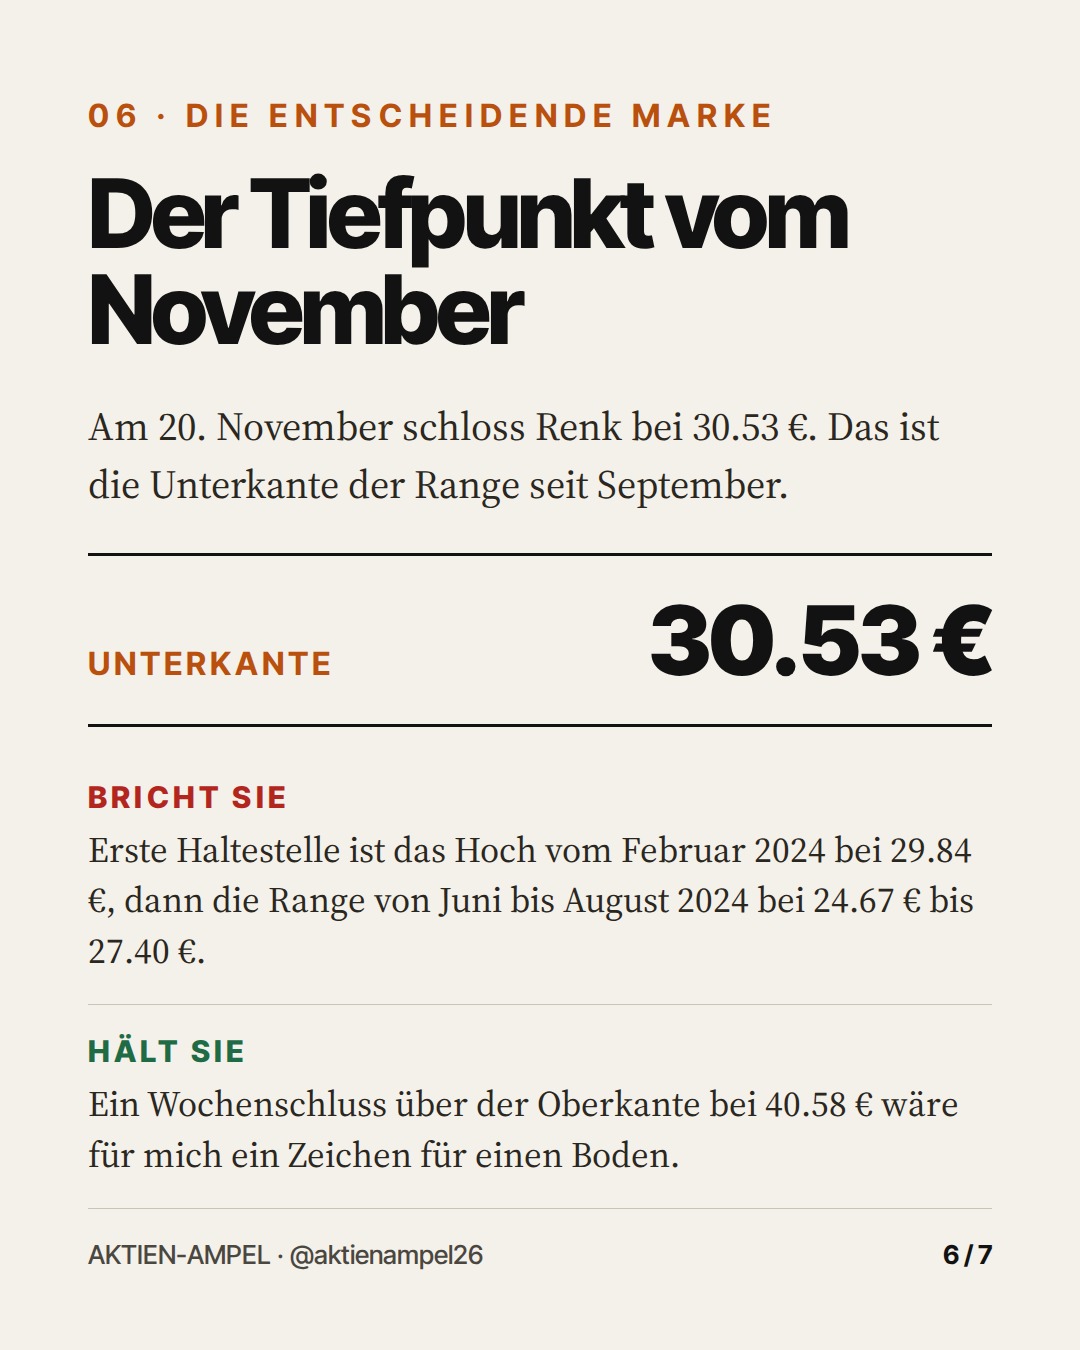 06 · DIE ENTSCHEIDENDE MARKE
Der Tiefpunkt vom
November
Am 20. November schloss Renk bei 30.53 €. Das ist
die Unterkante der Range seit September.
UNTERKANTE 30.53 €
BRICHT SIE
Erste Haltestelle ist das Hoch vom Februar 2024 bei 29.84
€, dann die Range von Juni bis August 2024 bei 24.67 € bis
27.40 €.
HÄLT SIE
Ein Wochenschluss über der Oberkante bei 40.58 € wäre
für mich ein Zeichen für einen Boden.
AKTIEN-AMPEL · @aktienampel26 6 / 7